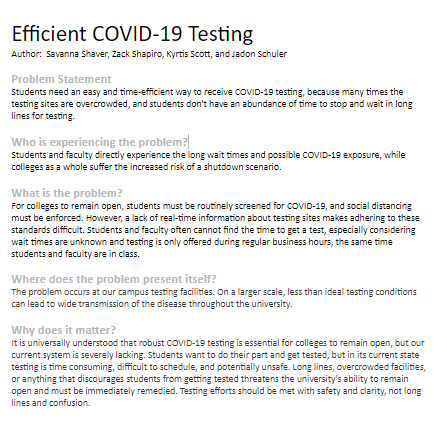 Efficient COVID-19 Testing
Author: Savanna Shaver, Zack Shapiro, Kyrtis Scott, and Jadon Schuler
Problem Statement
Students need an easy and time-efficient way to receive COVID-19 testing, because many times the
testing sites are overcrowded, and students don't have an abundance of time to stop and wait in long
lines for testing.
Who is experiencing the problem?
Students and faculty directly experience the long wait times and possible COVID-19 exposure, while
colleges as a whole suffer the increased risk of a shutdown scenario.
What is the problem?
For colleges to remain open, students must be routinely screened for COVID-19, and social distancing
must be enforced. However, a lack of real-time information about testing sites makes adhering to these
standards difficult. Students and faculty often cannot find the time to get a test, especially considering
wait times are unknown and testing is only offered during regular business hours, the same time
students and faculty are in class.
Where does the problem present itself?
The problem occurs at our campus testing facilities. On a larger scale, less than ideal testing conditions
can lead to wide transmission of the disease throughout the university.
Why does it matter?
It is universally understood that robust COVID-19 testing is essential for colleges to remain open, but our
current system is severely lacking. Students want to do their part and get tested, but in its current state
testing is time consuming, difficult to schedule, and potentially unsafe. Long lines, overcrowded facilities,
or anything that discourages students from getting tested threatens the university's ability to remain
open and must be immediately remedied. Testing efforts should be met with safety and clarity, not long
lines and confusion.